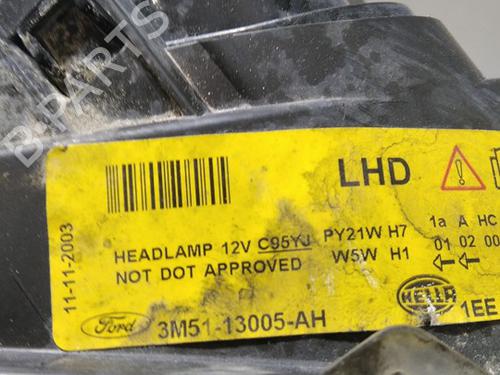 B-PARTS
11-11-2003
LHD
HEADLAMP 12V C95YJ PY21W H7 1a A HC
NOT DOT APPROVED W5W H1 01 02 00
Ford 3M51-13005-AH HELLA 1EE